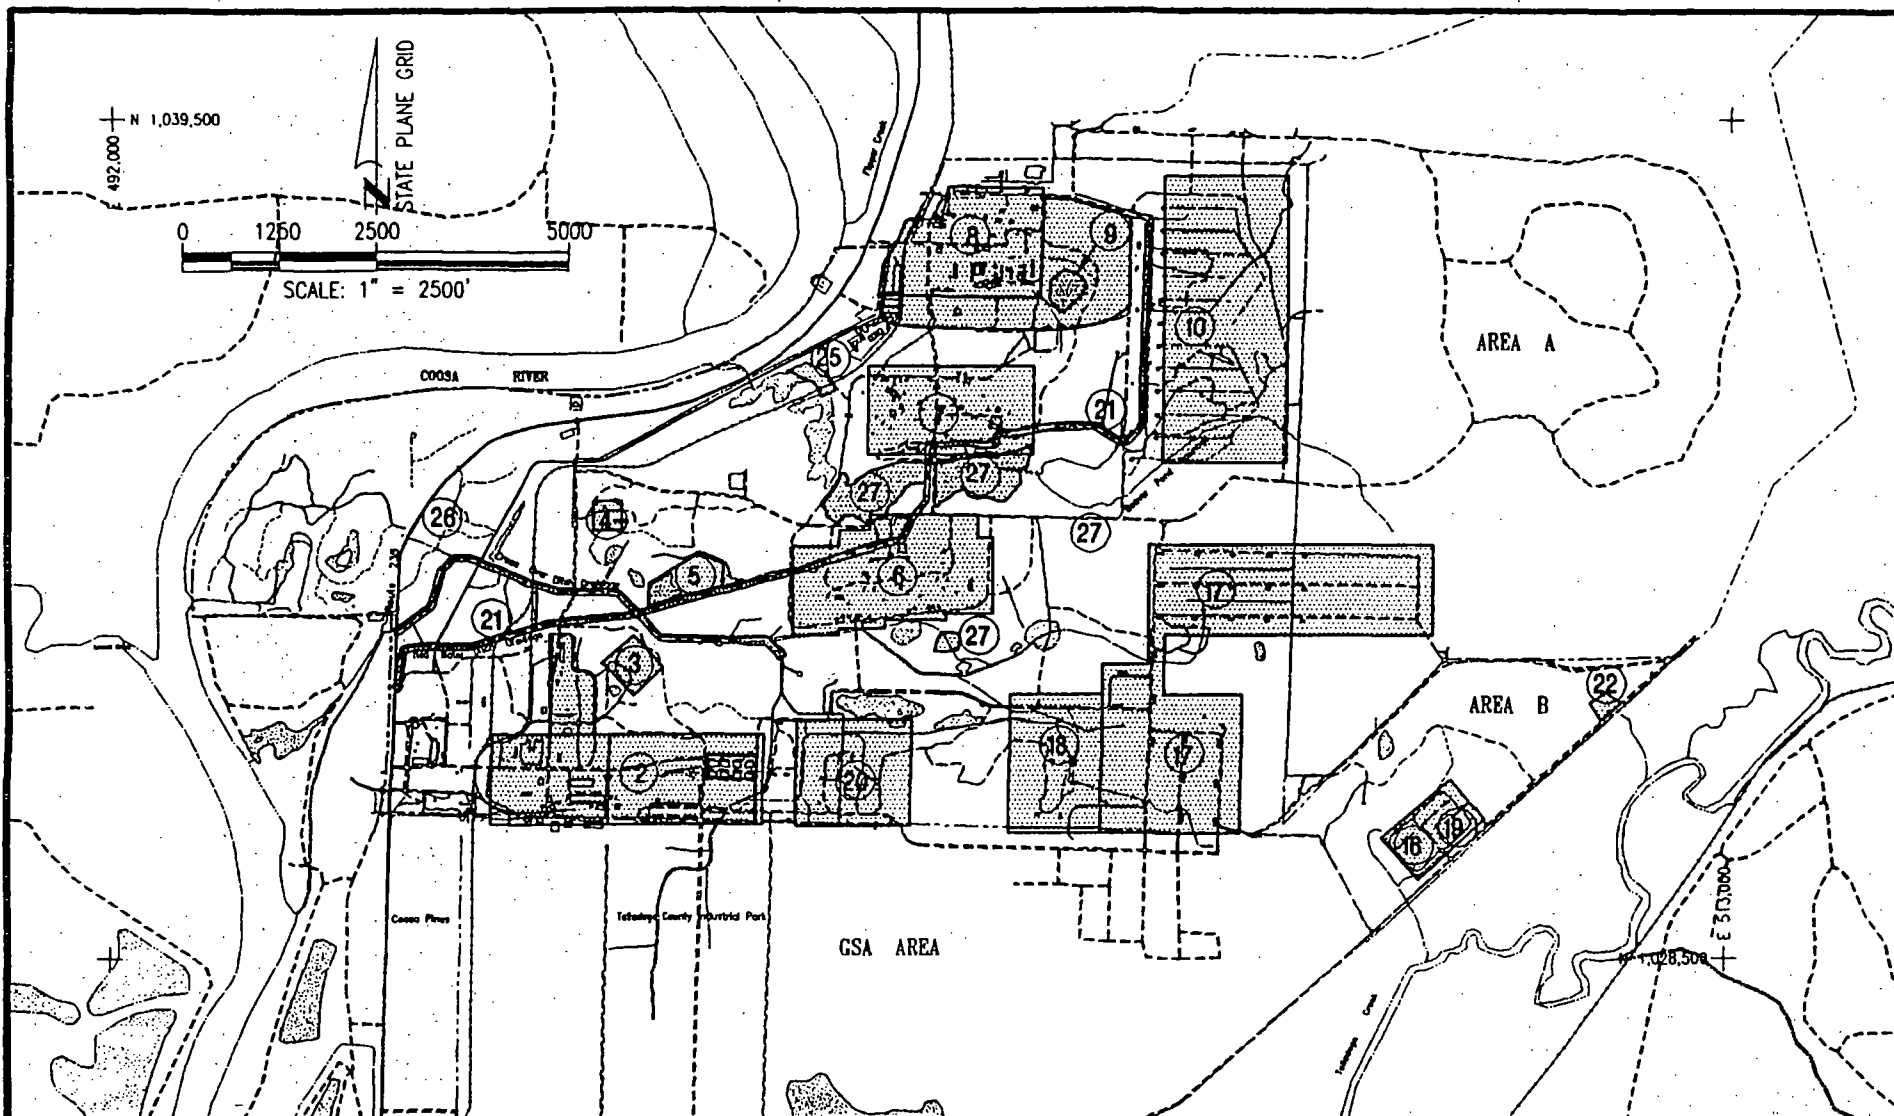 N 1,039,500
492,000
STATE PLANE GRID
0 1250 2500 5000
SCALE: 1" = 2500'
COOSA RIVER
8
9
10
25
7
21
27
27
27
26
4
5
6
21
27
3
2
20
18
17
22
16
19
AREA A
AREA B
Coosa Pines
Talladega County Industrial Park
GSA AREA
E 513,000
N 1,028,500
Talladega Creek